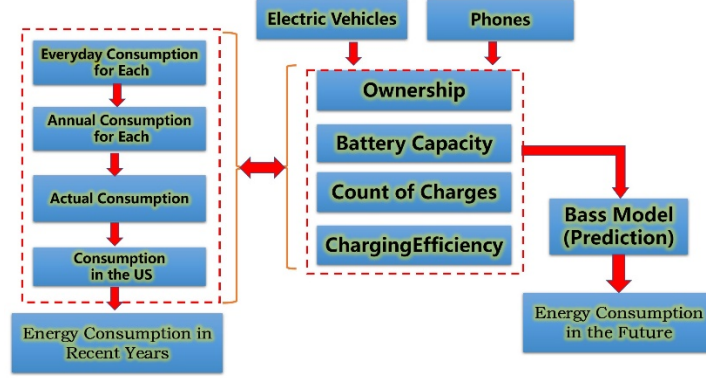 Electric Vehicles
Phones
Everyday Consumption
for Each
Annual Consumption
for Each
Actual Consumption
Consumption
in the US
Energy Consumption in
Recent Years
Ownership
Battery Capacity
Count of Charges
ChargingEfficiency
Bass Model
(Prediction)
Energy Consumption
in the Future